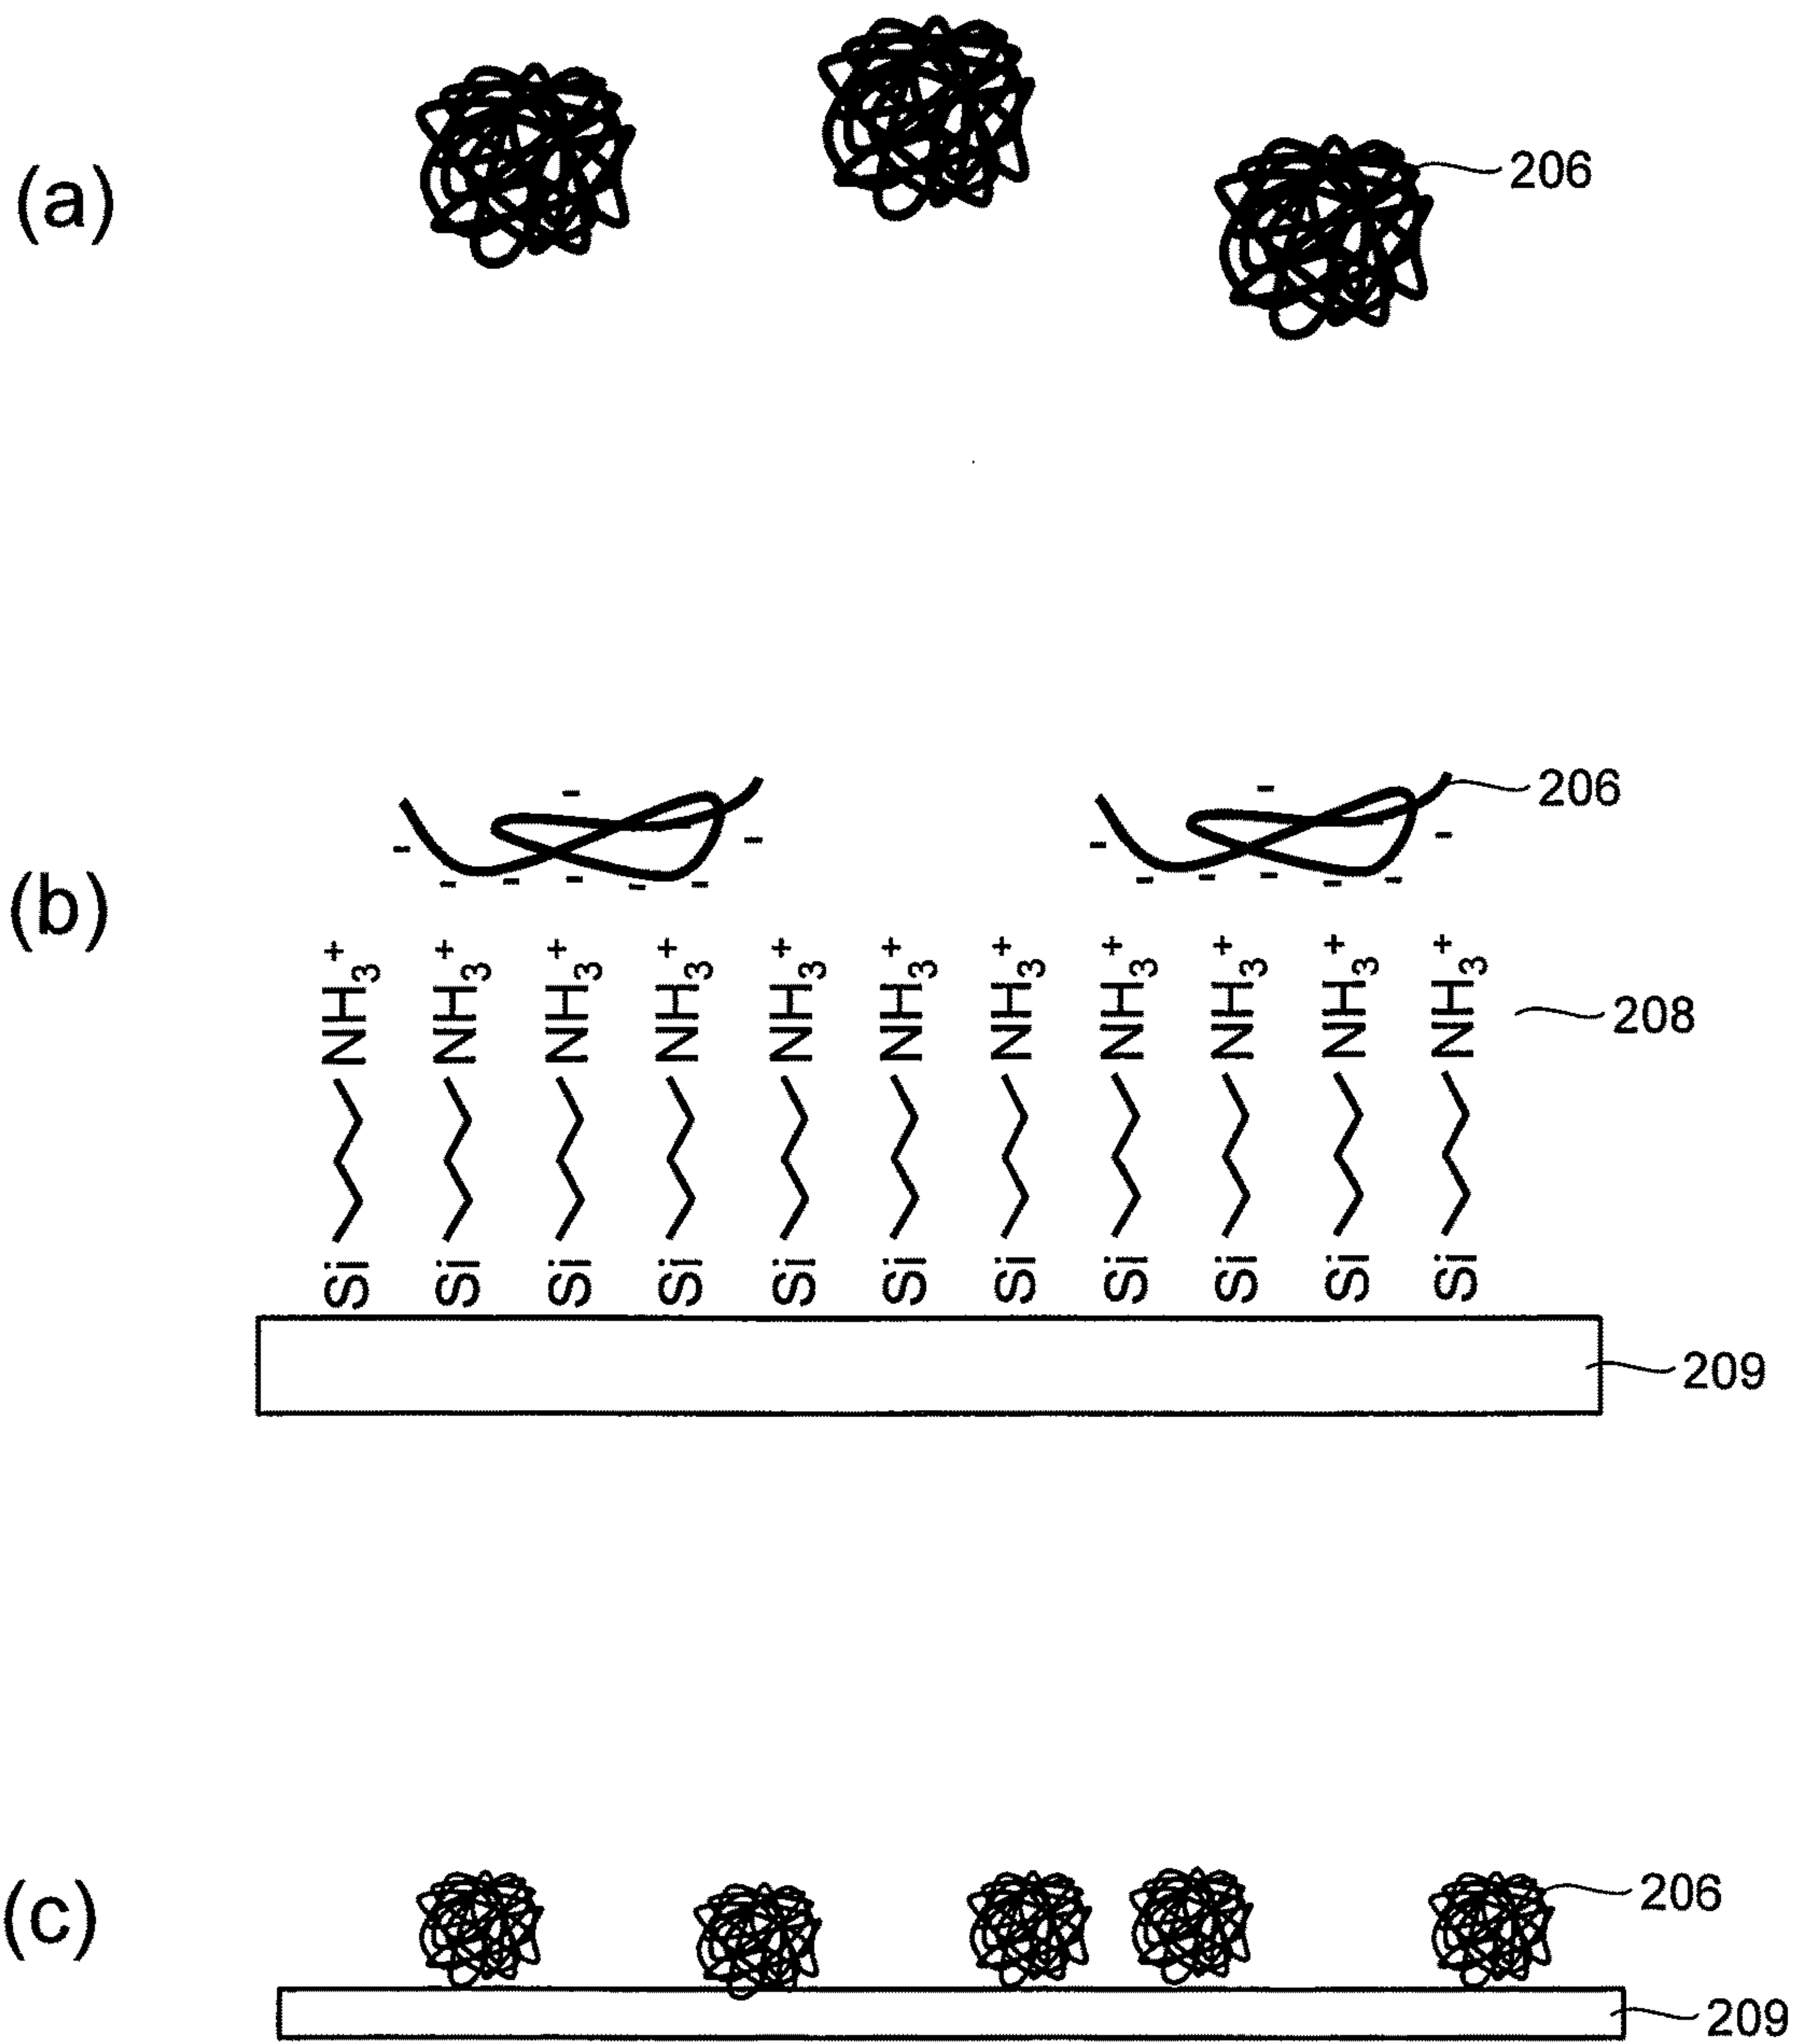 (a)
206
206
(b)
- - - - - - - - - - - - - - - -
NH₃⁺ NH₃⁺ NH₃⁺ NH₃⁺ NH₃⁺ NH₃⁺ NH₃⁺ NH₃⁺ NH₃⁺ NH₃⁺ NH₃⁺
208
Si Si Si Si Si Si Si Si Si Si Si
209
(c)
206
209